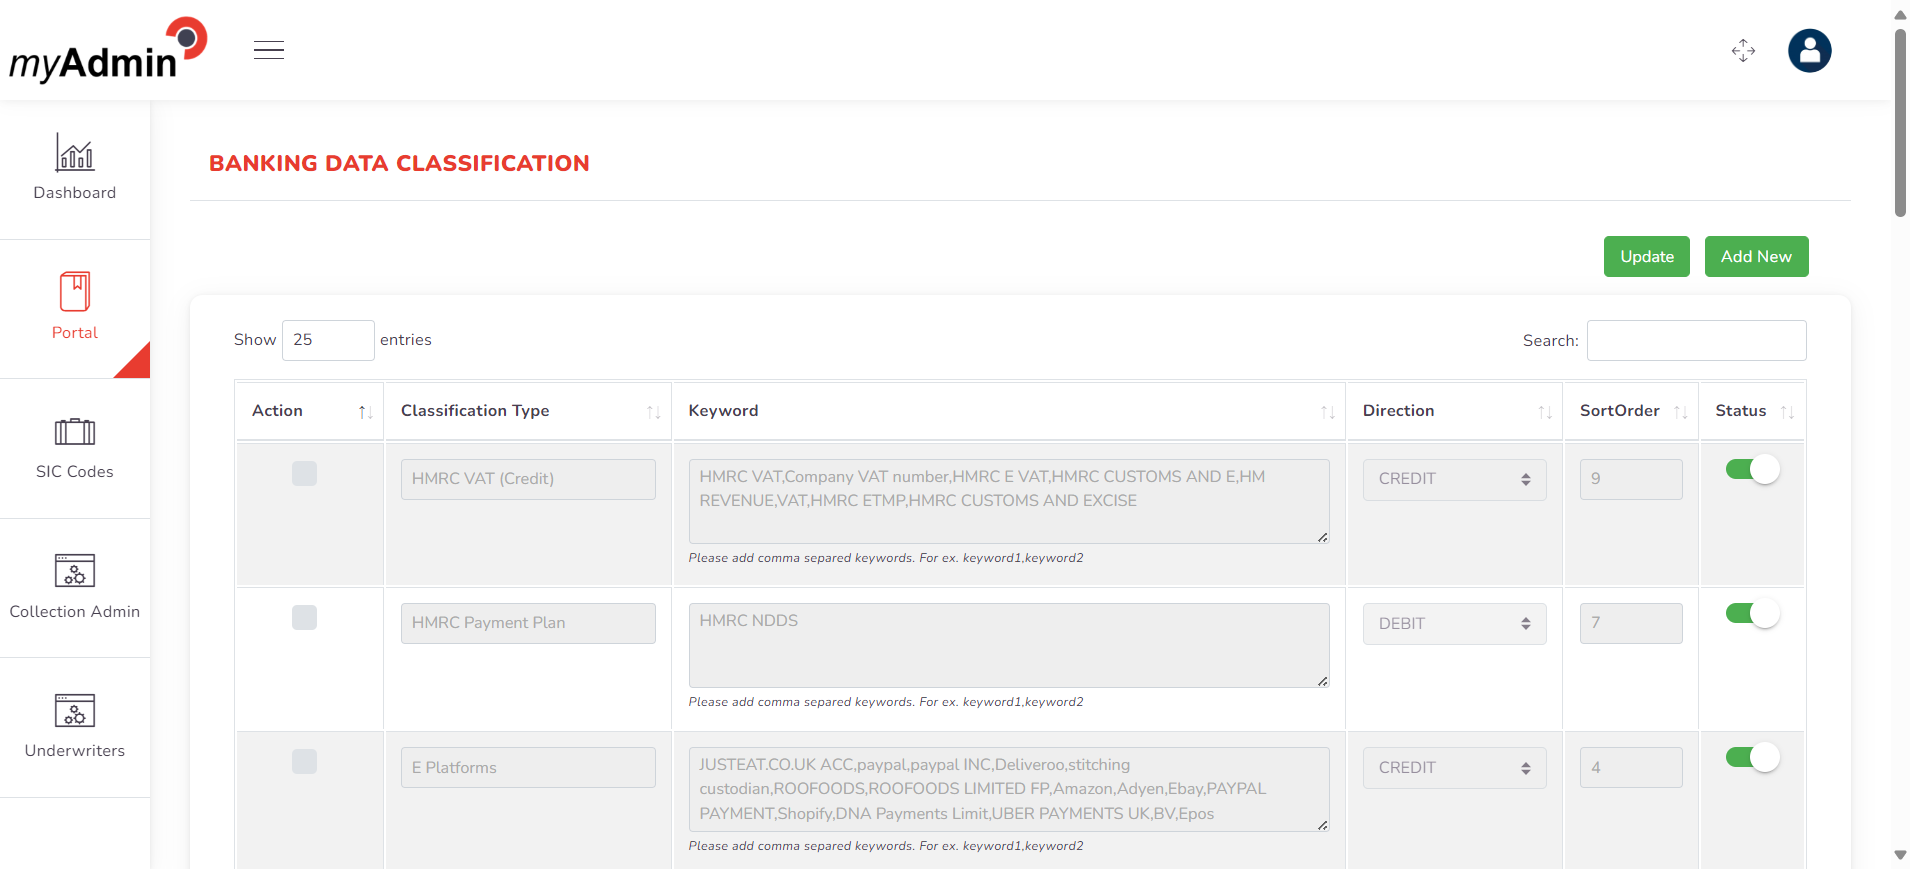 myAdmin
Dashboard
Portal
SIC Codes
Collection Admin
Underwriters
BANKING DATA CLASSIFICATION
Update Add New
Show 25 entries Search:
Action Classification Type Keyword Direction SortOrder Status
HMRC VAT (Credit)
HMRC VAT,Company VAT number,HMRC E VAT,HMRC CUSTOMS AND E,HM
REVENUE,VAT,HMRC ETMP,HMRC CUSTOMS AND EXCISE
Please add comma separed keywords. For ex. keyword1,keyword2
CREDIT
9
HMRC Payment Plan
HMRC NDDS
Please add comma separed keywords. For ex. keyword1,keyword2
DEBIT
7
E Platforms
JUSTEAT.CO.UK ACC,paypal,paypal INC,Deliveroo,stitching
custodian,ROOFOODS,ROOFOODS LIMITED FP,Amazon,Adyen,Ebay,PAYPAL
PAYMENT,Shopify,DNA Payments Limit,UBER PAYMENTS UK,BV,Epos
Please add comma separed keywords. For ex. keyword1,keyword2
CREDIT
4